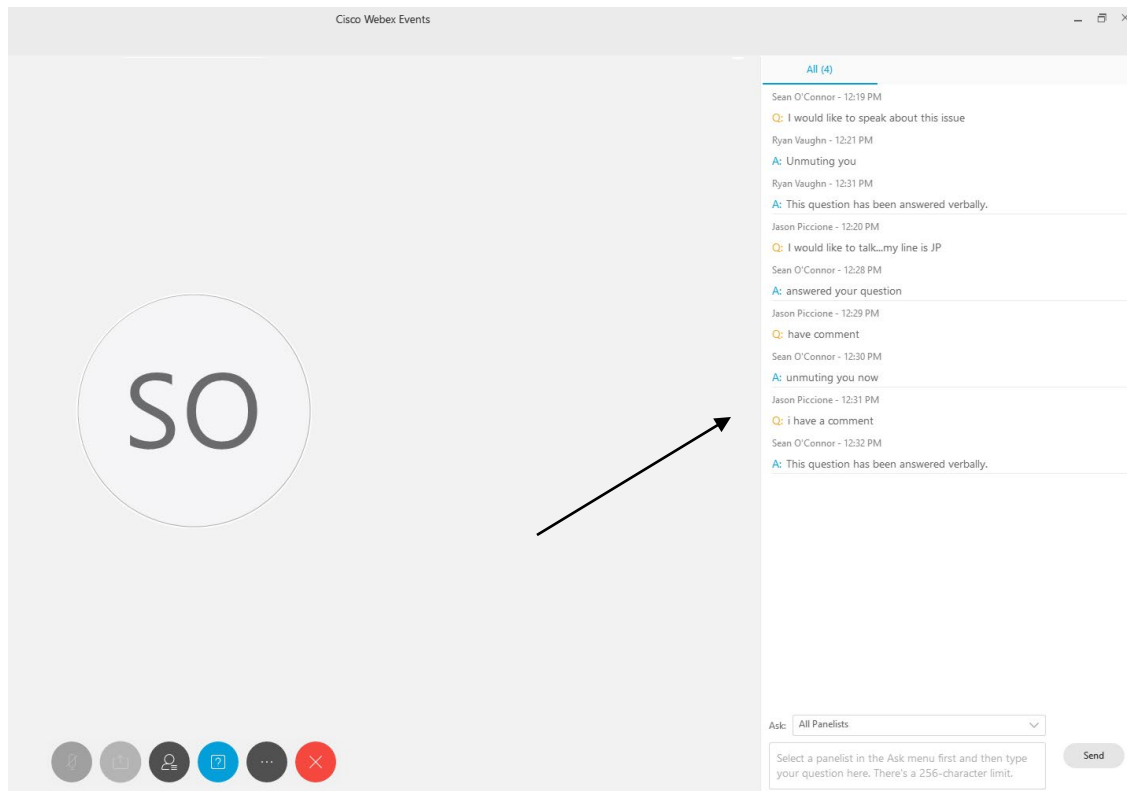 Cisco Webex Events
All (4)
Sean O'Connor - 12:19 PM
Q: I would like to speak about this issue
Ryan Vaughn - 12:21 PM
A: Unmuting you
Ryan Vaughn - 12:31 PM
A: This question has been answered verbally.
Jason Piccione - 12:20 PM
Q: I would like to talk...my line is JP
Sean O'Connor - 12:28 PM
A: answered your question
Jason Piccione - 12:29 PM
Q: have comment
Sean O'Connor - 12:30 PM
A: unmuting you now
Jason Piccione - 12:31 PM
Q: i have a comment
Sean O'Connor - 12:32 PM
A: This question has been answered verbally.
SO
Ask: All Panelists
Select a panelist in the Ask menu first and then type
your question here. There's a 256-character limit.
Send